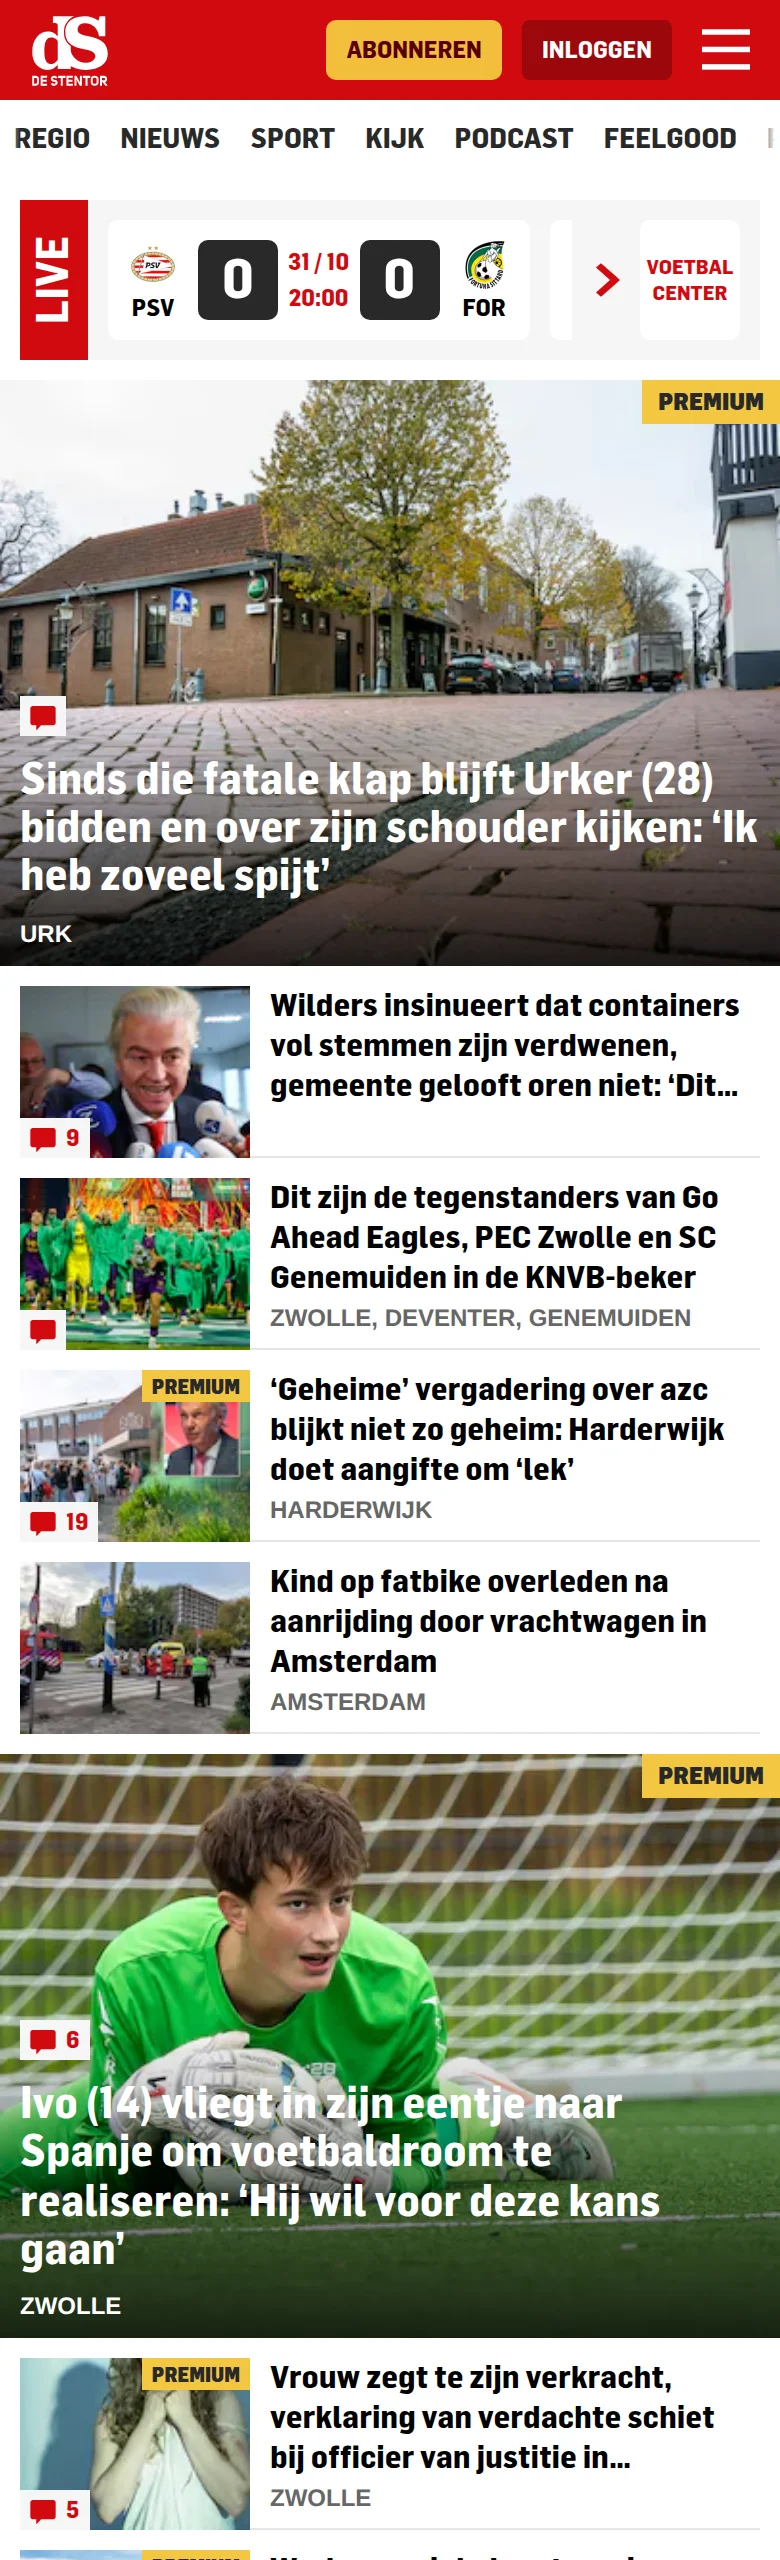 dS
DE STENTOR
ABONNEREN
INLOGGEN
REGIO NIEUWS SPORT KIJK PODCAST FEELGOOD
LIVE
PSV
0
31 / 10
20:00
0
FOR
VOETBAL
CENTER
PREMIUM
Sinds die fatale klap blijft Urker (28)
bidden en over zijn schouder kijken: ‘Ik
heb zoveel spijt’
URK
9
Wilders insinueert dat containers
vol stemmen zijn verdwenen,
gemeente gelooft oren niet: ‘Dit...
Dit zijn de tegenstanders van Go
Ahead Eagles, PEC Zwolle en SC
Genemuiden in de KNVB-beker
ZWOLLE, DEVENTER, GENEMUIDEN
PREMIUM
19
‘Geheime’ vergadering over azc
blijkt niet zo geheim: Harderwijk
doet aangifte om ‘lek’
HARDERWIJK
Kind op fatbike overleden na
aanrijding door vrachtwagen in
Amsterdam
AMSTERDAM
PREMIUM
6
Ivo (14) vliegt in zijn eentje naar
Spanje om voetbaldroom te
realiseren: ‘Hij wil voor deze kans
gaan’
ZWOLLE
PREMIUM
5
Vrouw zegt te zijn verkracht,
verklaring van verdachte schiet
bij officier van justitie in...
ZWOLLE